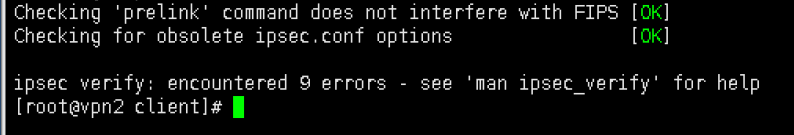 Checking 'prelink' command does not interfere with FIPS [OK]
Checking for obsolete ipsec.conf options [OK]
ipsec verify: encountered 9 errors - see 'man ipsec_verify' for help
[root@vpn2 client]#